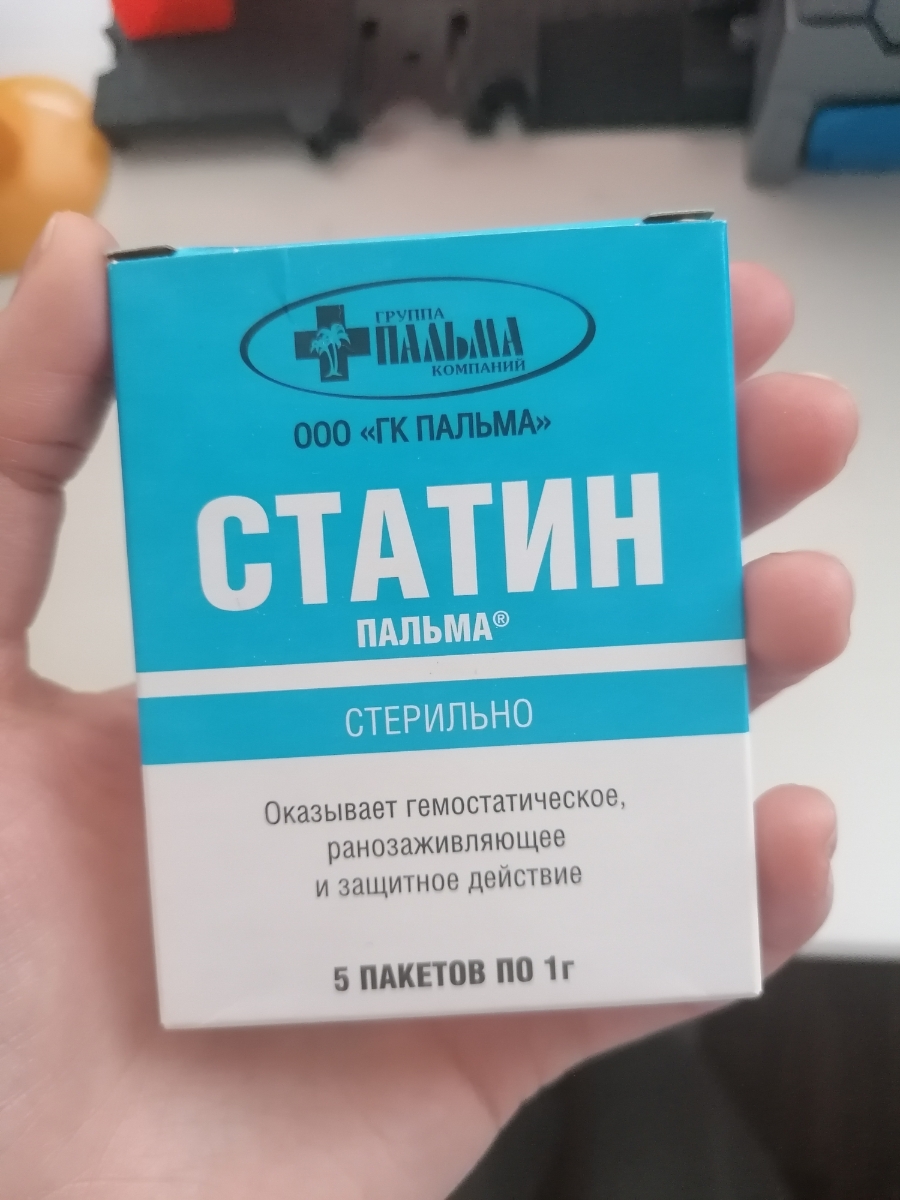 ГРУППА
ПАЛЬМА
КОМПАНИЙ
ООО «ГК ПАЛЬМА»
СТАТИН
ПАЛЬМА®
СТЕРИЛЬНО
Оказывает гемостатическое,
ранозаживляющее
и защитное действие
5 ПАКЕТОВ ПО 1г